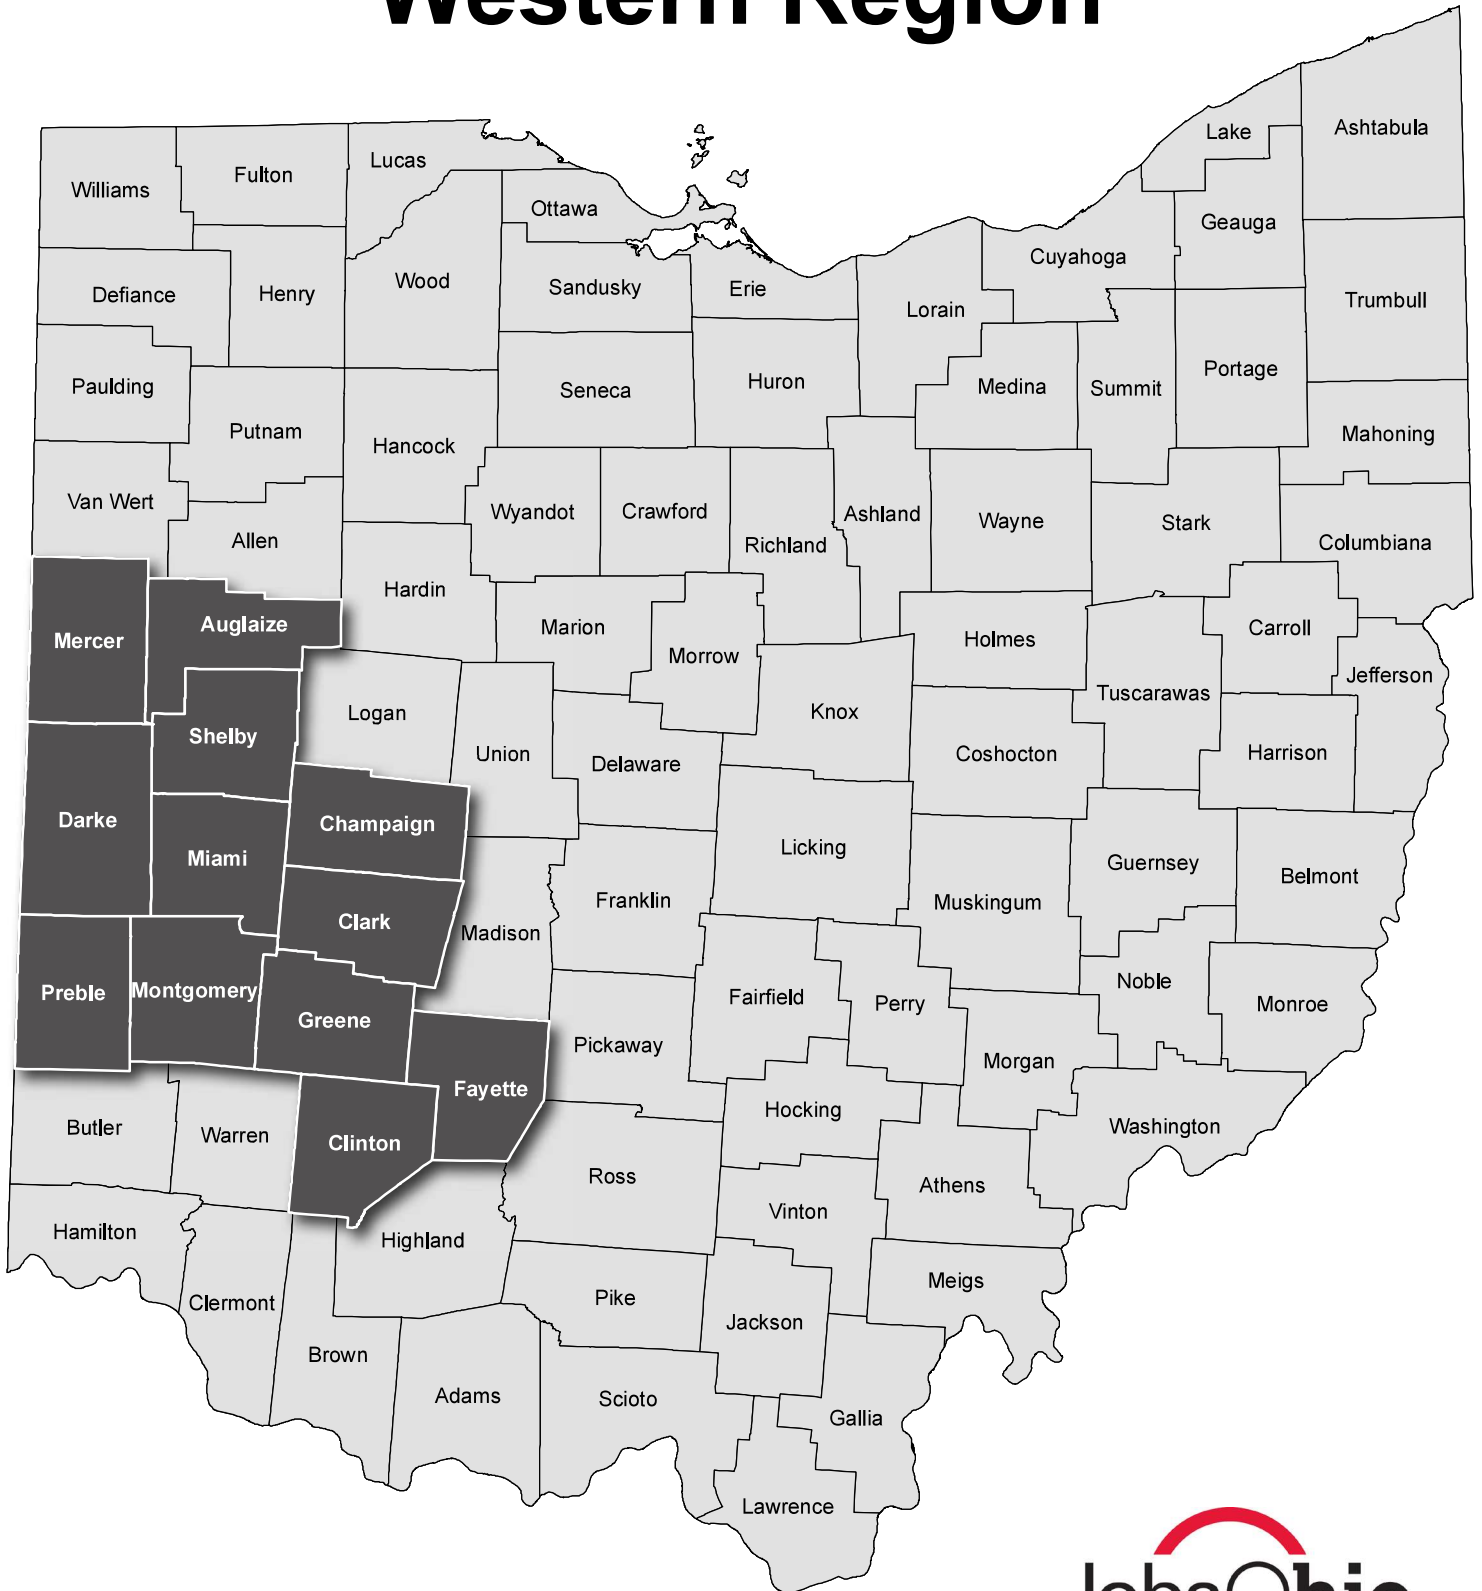 Western Region
Lake
Ashtabula
Lucas
Fulton
Williams
Ottawa
Geauga
Cuyahoga
Wood
Sandusky
Erie
Henry
Defiance
Trumbull
Lorain
Portage
Huron
Medina
Summit
Paulding
Seneca
Putnam
Mahoning
Hancock
Van Wert
Wyandot
Crawford
Ashland
Wayne
Stark
Allen
Richland
Columbiana
Hardin
Auglaize
Marion
Carroll
Mercer
Holmes
Morrow
Jefferson
Tuscarawas
Logan
Knox
Shelby
Union
Coshocton
Harrison
Delaware
Darke
Champaign
Licking
Miami
Guernsey
Belmont
Franklin
Muskingum
Clark
Madison
Noble
Preble
Montgomery
Fairfield
Perry
Monroe
Greene
Pickaway
Morgan
Fayette
Hocking
Butler
Washington
Warren
Clinton
Ross
Athens
Vinton
Hamilton
Highland
Meigs
Pike
Clermont
Jackson
Brown
Adams
Scioto
Gallia
Lawrence
JobsOhio